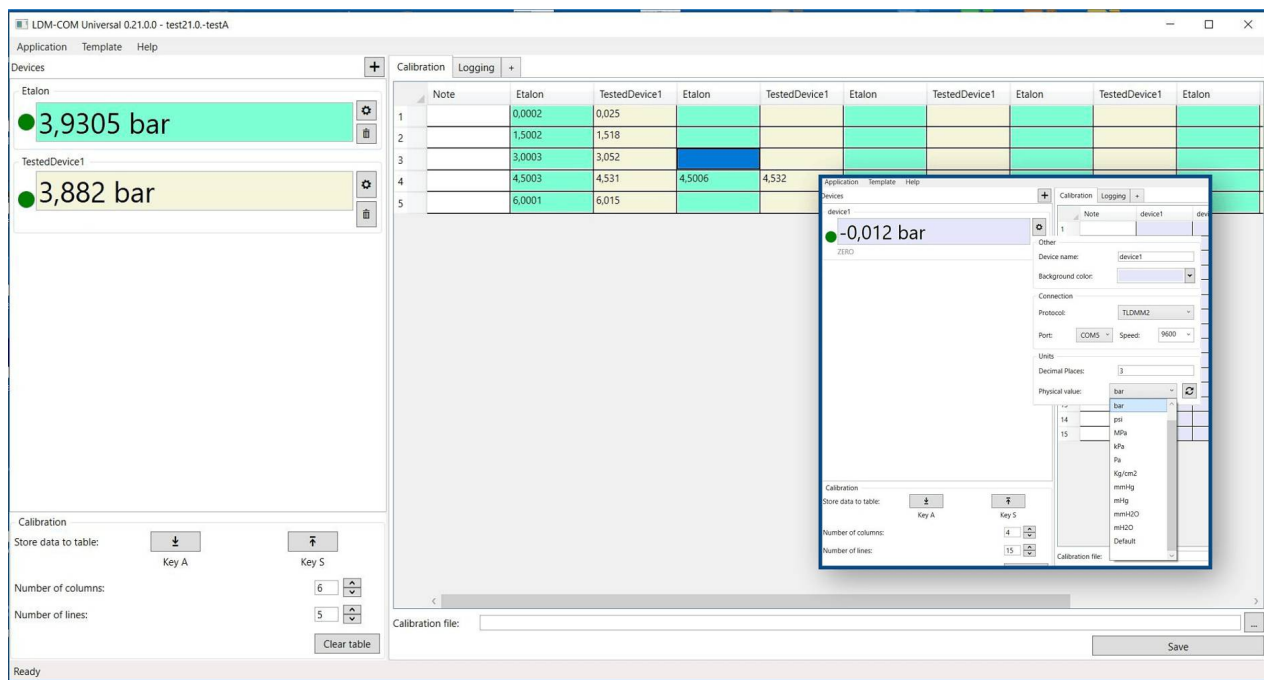 LDM-COM Universal 0.21.0.0 - test21.0.-testA
Application Template Help
Devices +
Etalon
3,9305 bar
TestedDevice1
3,882 bar
Calibration
Store data to table:
Key A Key S
Number of columns: 6
Number of lines: 5
Clear table
Ready
Calibration Logging +
Note Etalon TestedDevice1 Etalon TestedDevice1 Etalon TestedDevice1 Etalon TestedDevice1 Etalon
1 0,0002 0,025
2 1,5002 1,518
3 3,0003 3,052
4 4,5003 4,531 4,5006 4,532
5 6,0001 6,015
Calibration file: ...
Save
Application Template Help
Devices +
device1
-0,012 bar
ZERO
Calibration
Store data to table:
Key A Key S
Number of columns: 4
Number of lines: 15
Calibration Logging +
Note device1
1
Other
Device name: device1
Background color:
Connection
Protocol: TLDMM2
Port: COM5 Speed: 9600
Units
Decimal Places: 3
Physical value: bar
bar
psi
MPa
kPa
Pa
Kg/cm2
mmHg
mHg
mmH2O
mH2O
Default
14
15
Calibration file: